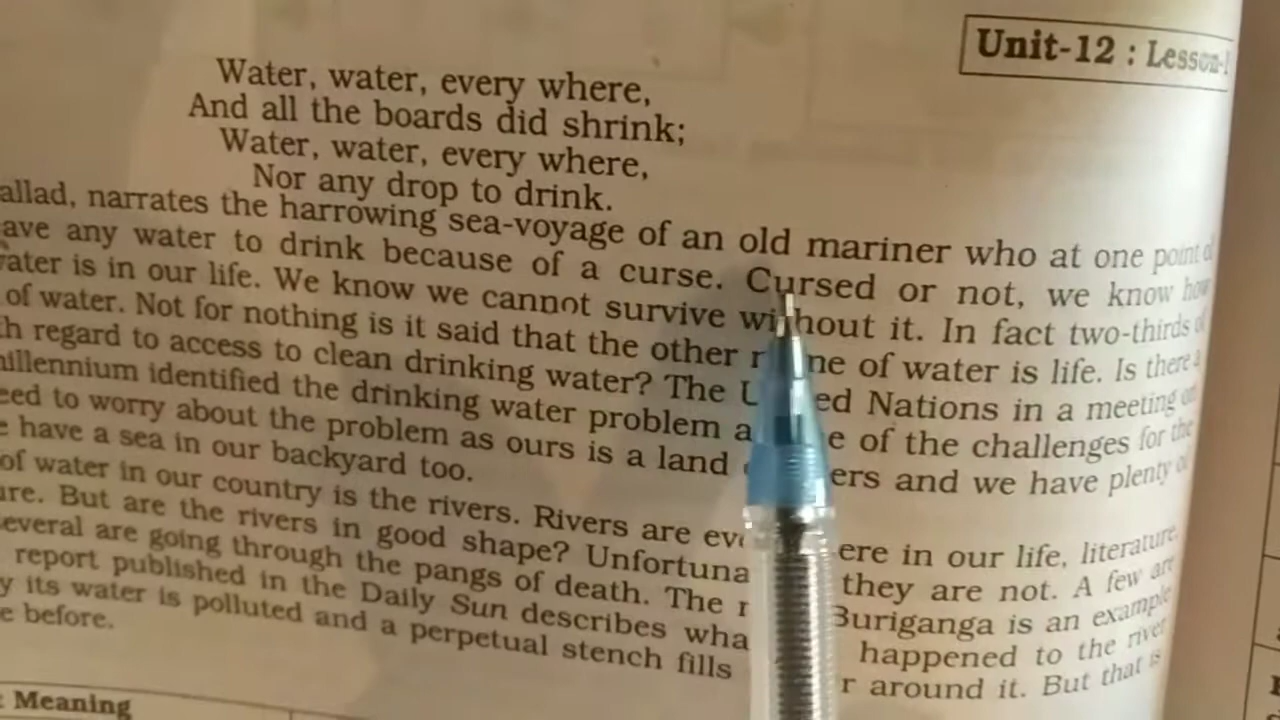 Unit-12 : Lesson-1
Water, water, every where,
And all the boards did shrink;
Water, water, every where,
Nor any drop to drink.
allad, narrates the harrowing sea-voyage of an old mariner who at one point of
ave any water to drink because of a curse. Cursed or not, we know how
ater is in our life. We know we cannot survive without it. In fact two-thirds of
of water. Not for nothing is it said that the other n me of water is life. Is there a
th regard to access to clean drinking water? The U ed Nations in a meeting on
millennium identified the drinking water problem a e of the challenges for the
eed to worry about the problem as ours is a land ers and we have plenty of
e have a sea in our backyard too.
of water in our country is the rivers. Rivers are ev ere in our life, literature,
ure. But are the rivers in good shape? Unfortuna they are not. A few are
everal are going through the pangs of death. The r Buriganga is an example
report published in the Daily Sun describes wha happened to the river
y its water is polluted and a perpetual stench fills r around it. But that is
e before.
: Meaning